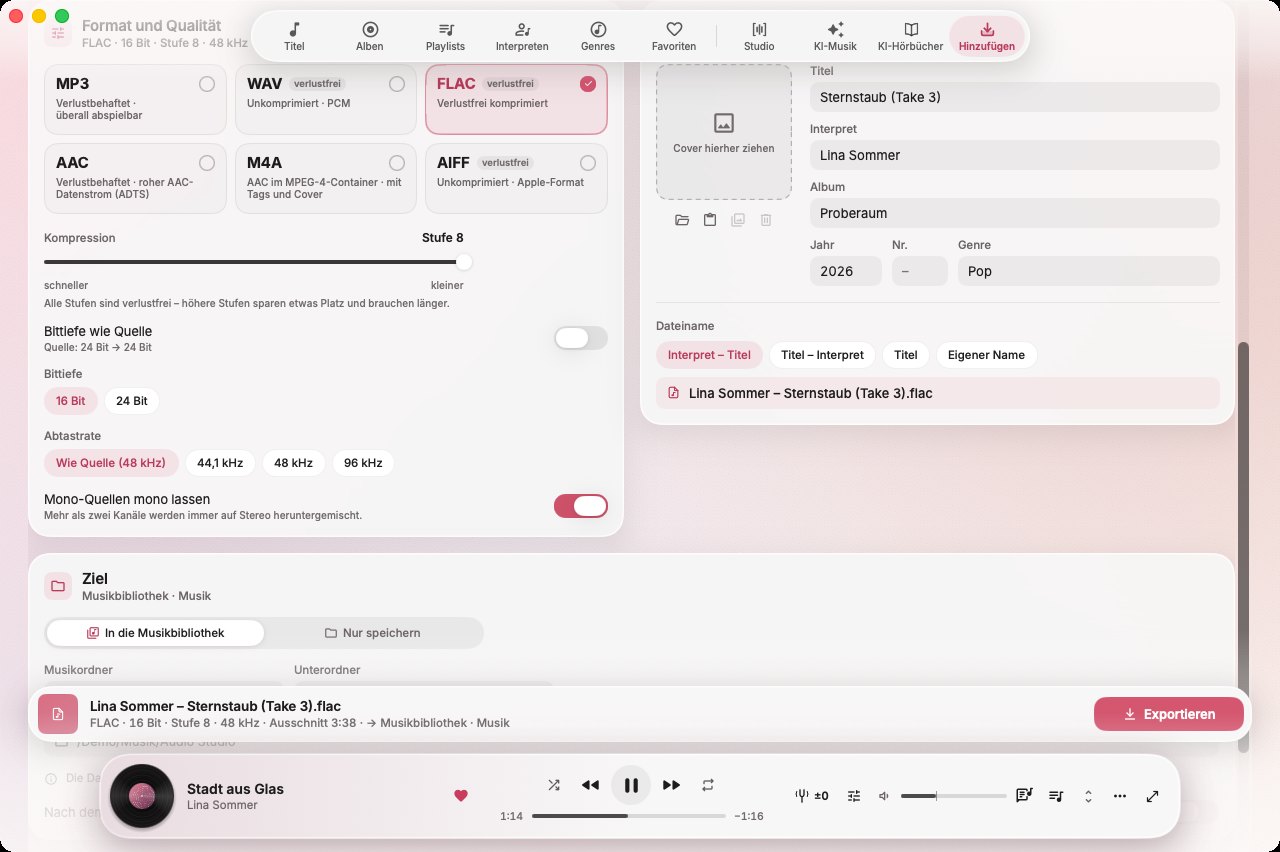 Format und Qualität
FLAC · 16 Bit · Stufe 8 · 48 kHz
Titel
Alben
Playlists
Interpreten
Genres
Favoriten
Studio
KI-Musik
KI-Hörbücher
Hinzufügen
MP3
Verlustbehaftet ·
überall abspielbar
WAV verlustfrei
Unkomprimiert · PCM
FLAC verlustfrei
Verlustfrei komprimiert
AAC
Verlustbehaftet · roher AAC-
Datenstrom (ADTS)
M4A
AAC im MPEG-4-Container · mit
Tags und Cover
AIFF verlustfrei
Unkomprimiert · Apple-Format
Kompression
Stufe 8
schneller
kleiner
Alle Stufen sind verlustfrei – höhere Stufen sparen etwas Platz und brauchen länger.
Bittiefe wie Quelle
Quelle: 24 Bit → 24 Bit
Bittiefe
16 Bit
24 Bit
Abtastrate
Wie Quelle (48 kHz)
44,1 kHz
48 kHz
96 kHz
Mono-Quellen mono lassen
Mehr als zwei Kanäle werden immer auf Stereo heruntergemischt.
Cover hierher ziehen
Titel
Sternstaub (Take 3)
Interpret
Lina Sommer
Album
Proberaum
Jahr
Nr.
Genre
2026
–
Pop
Dateiname
Interpret – Titel
Titel – Interpret
Titel
Eigener Name
Lina Sommer – Sternstaub (Take 3).flac
Ziel
Musikbibliothek · Musik
In die Musikbibliothek
Nur speichern
Musikordner
Unterordner
Lina Sommer – Sternstaub (Take 3).flac
FLAC · 16 Bit · Stufe 8 · 48 kHz · Ausschnitt 3:38 · → Musikbibliothek · Musik
Exportieren
/Demo/Musik/Audio Studio
Die Da
Nach den
Stadt aus Glas
Lina Sommer
1:14
−1:16
±0